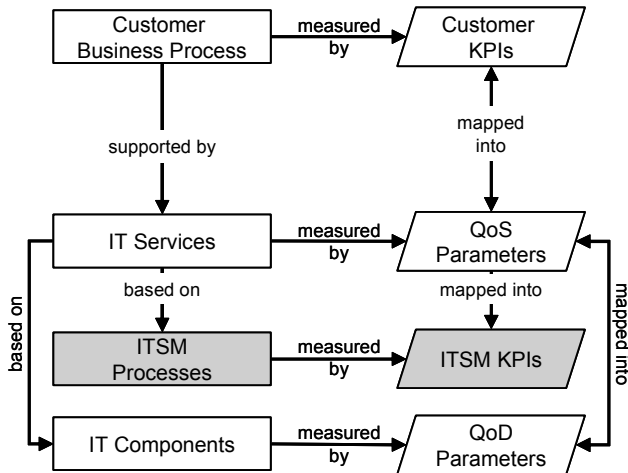 Customer
Business Process
measured
by
Customer
KPIs
supported by
mapped
into
IT Services
measured
by
QoS
Parameters
based on
mapped into
based on
mapped into
ITSM
Processes
measured
by
ITSM KPIs
IT Components
measured
by
QoD
Parameters